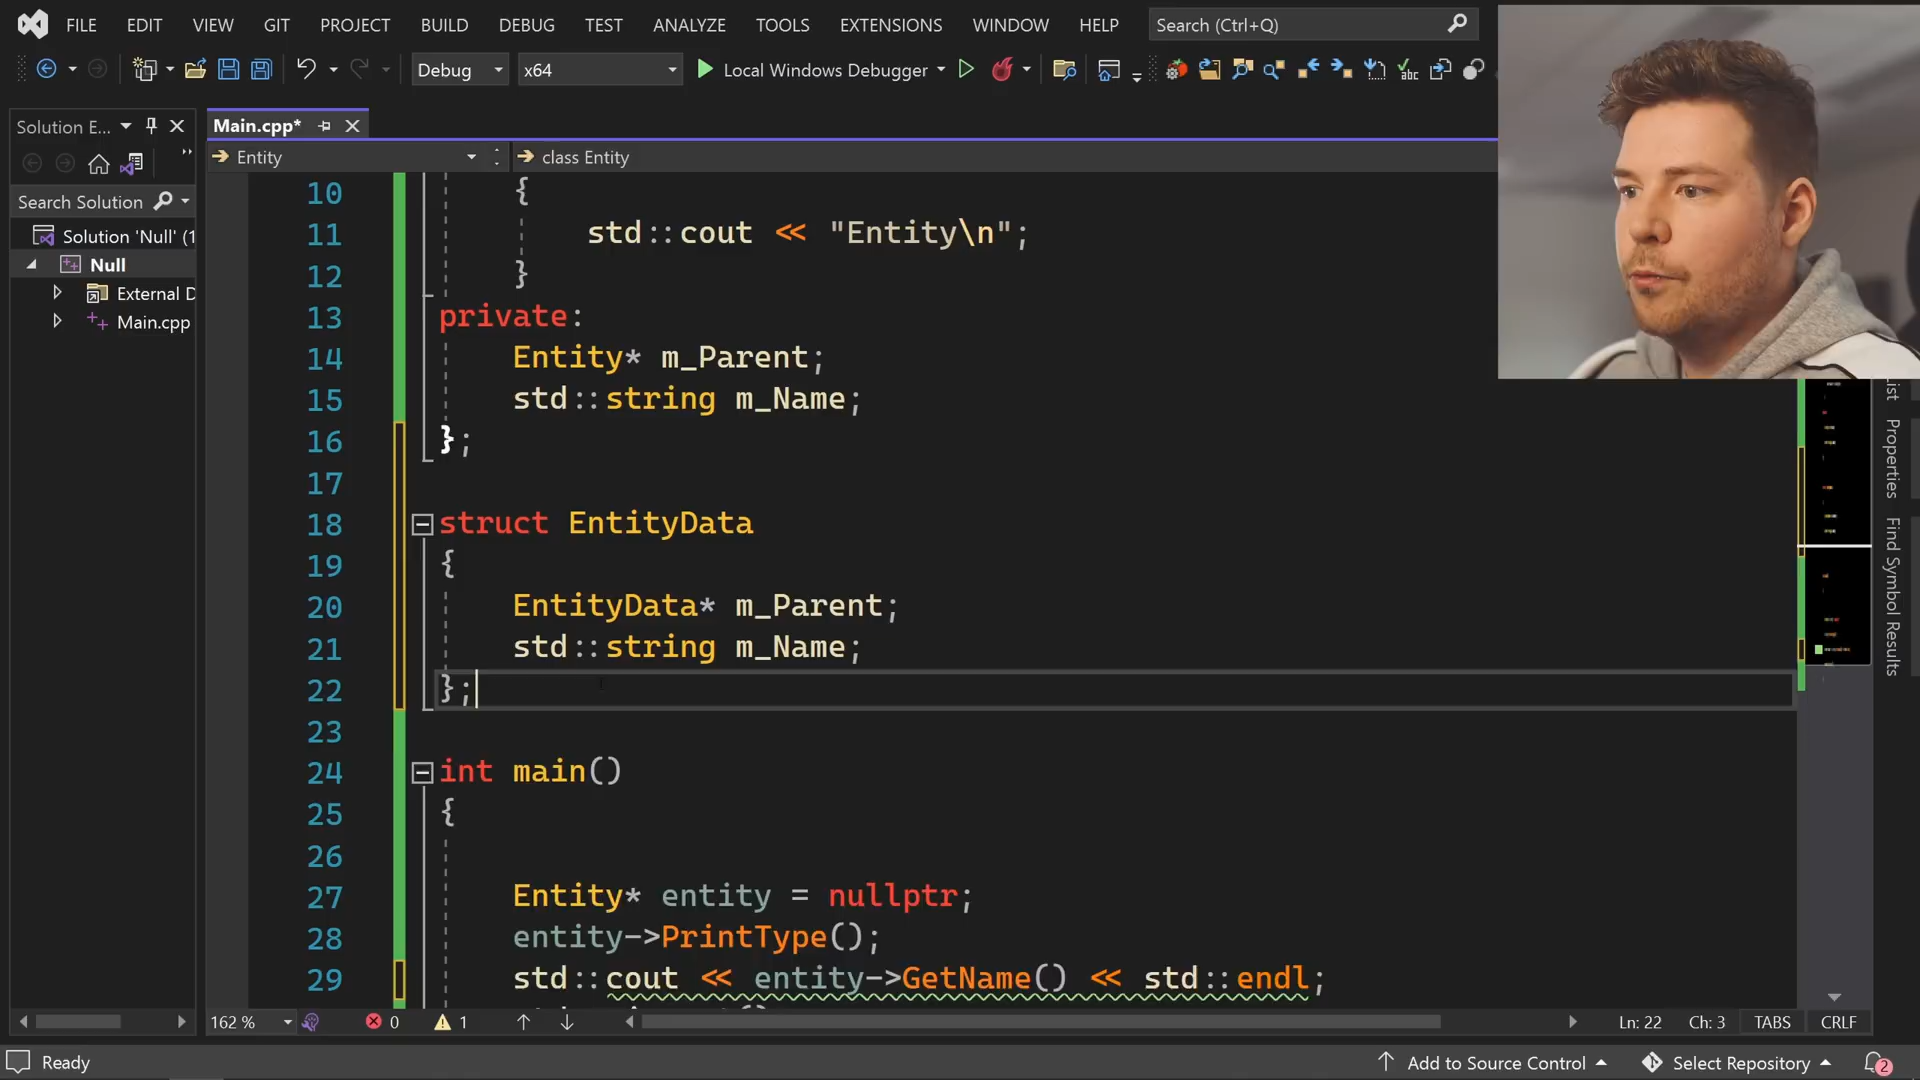 FILE EDIT VIEW GIT PROJECT BUILD DEBUG TEST ANALYZE TOOLS EXTENSIONS WINDOW HELP Search (Ctrl+Q)
Debug x64 Local Windows Debugger
Solution E... Main.cpp*
Entity class Entity
Search Solution
Solution 'Null' (1
Null
External D
Main.cpp
10 {
11 std::cout << "Entity\n";
12 }
13 private:
14 Entity* m_Parent;
15 std::string m_Name;
16 };
17
18 struct EntityData
19 {
20 EntityData* m_Parent;
21 std::string m_Name;
22 };
23
24 int main()
25 {
26
27 Entity* entity = nullptr;
28 entity->PrintType();
29 std::cout << entity->GetName() << std::endl;
Properties
Find Symbol Results
162 % 0 1 Ln: 22 Ch: 3 TABS CRLF
Ready Add to Source Control Select Repository 2